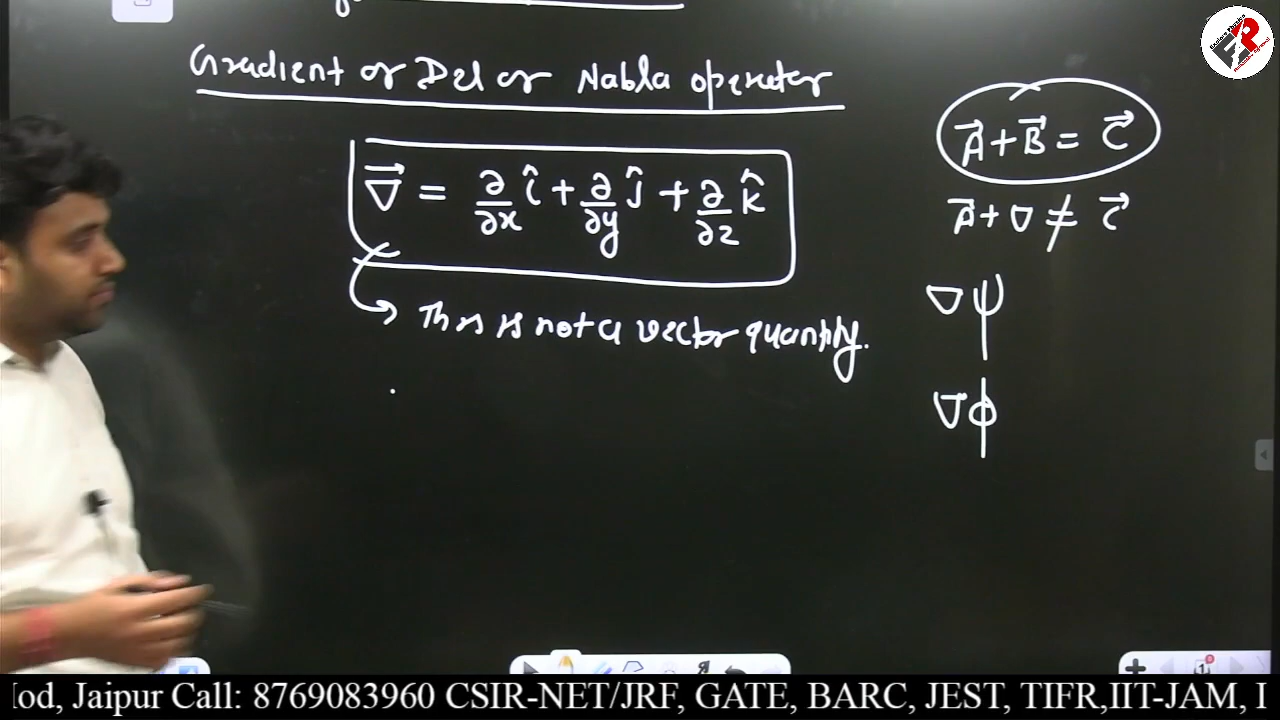 Gradient or Del or Nabla operator
∇⃗ = ∂/∂x î + ∂/∂y ĵ + ∂/∂z k̂
This is not a vector quantity.
A⃗ + B⃗ = C⃗
A⃗ + ∇ ≠ C⃗
∇ψ
∇ϕ
od, Jaipur Call: 8769083960 CSIR-NET/JRF, GATE, BARC, JEST, TIFR,IIT-JAM, I